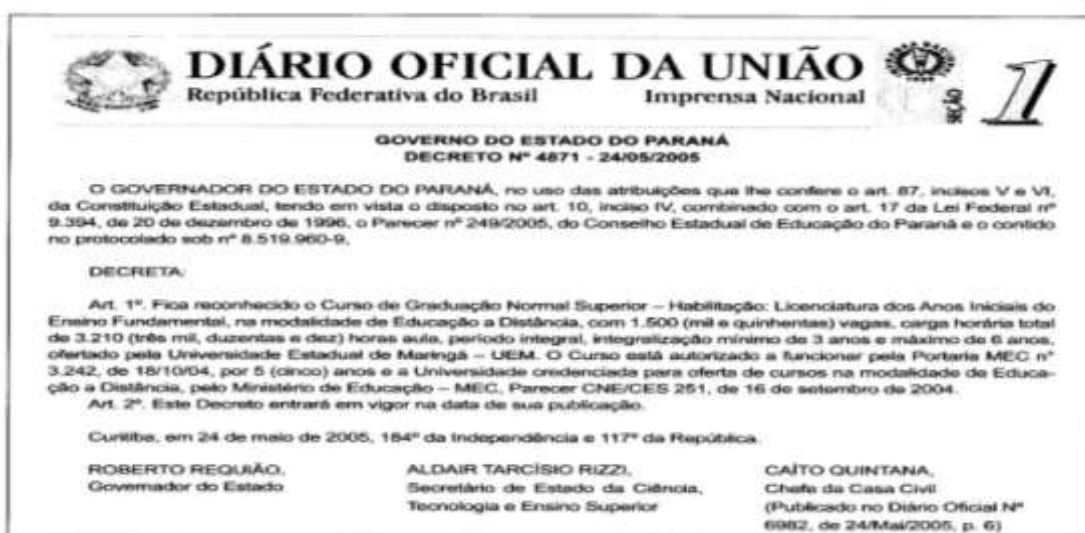 DIÁRIO OFICIAL DA UNIÃO
República Federativa do Brasil Imprensa Nacional
SEÇÃO 1
GOVERNO DO ESTADO DO PARANÁ
DECRETO Nº 4871 - 24/05/2005
O GOVERNADOR DO ESTADO DO PARANÁ, no uso das atribuições que lhe confere o art. 87, incisos V e VI,
da Constituição Estadual, tendo em vista o disposto no art. 10, inciso IV, combinado com o art. 17 da Lei Federal nº
9.394, de 20 de dezembro de 1996, o Parecer nº 249/2005, do Conselho Estadual de Educação do Paraná e o contido
no protocolado sob nº 8.519.960-9,
DECRETA:
Art. 1º. Fica reconhecido o Curso de Graduação Normal Superior – Habilitação: Licenciatura dos Anos Iniciais do
Ensino Fundamental, na modalidade de Educação a Distância, com 1.500 (mil e quinhentas) vagas, carga horária total
de 3.210 (três mil, duzentas e dez) horas aula, período integral, integralização mínimo de 3 anos e máximo de 6 anos,
ofertado pela Universidade Estadual de Maringá – UEM. O Curso está autorizado a funcionar pela Portaria MEC nº
3.242, de 18/10/04, por 5 (cinco) anos e a Universidade credenciada para oferta de cursos na modalidade de Educa-
ção a Distância, pelo Ministério de Educação – MEC, Parecer CNE/CES 251, de 16 de setembro de 2004.
Art. 2º. Este Decreto entrará em vigor na data de sua publicação.
Curitiba, em 24 de maio de 2005, 184º da Independência e 117º da República.
ROBERTO REQUIÃO, ALDAIR TARCÍSIO RIZZI, CAÍTO QUINTANA,
Governador do Estado Secretário de Estado da Ciência, Chefa da Casa Civil
Tecnologia e Ensino Superior (Publicado no Diário Oficial Nº
6982, de 24/Mai/2005, p. 6)